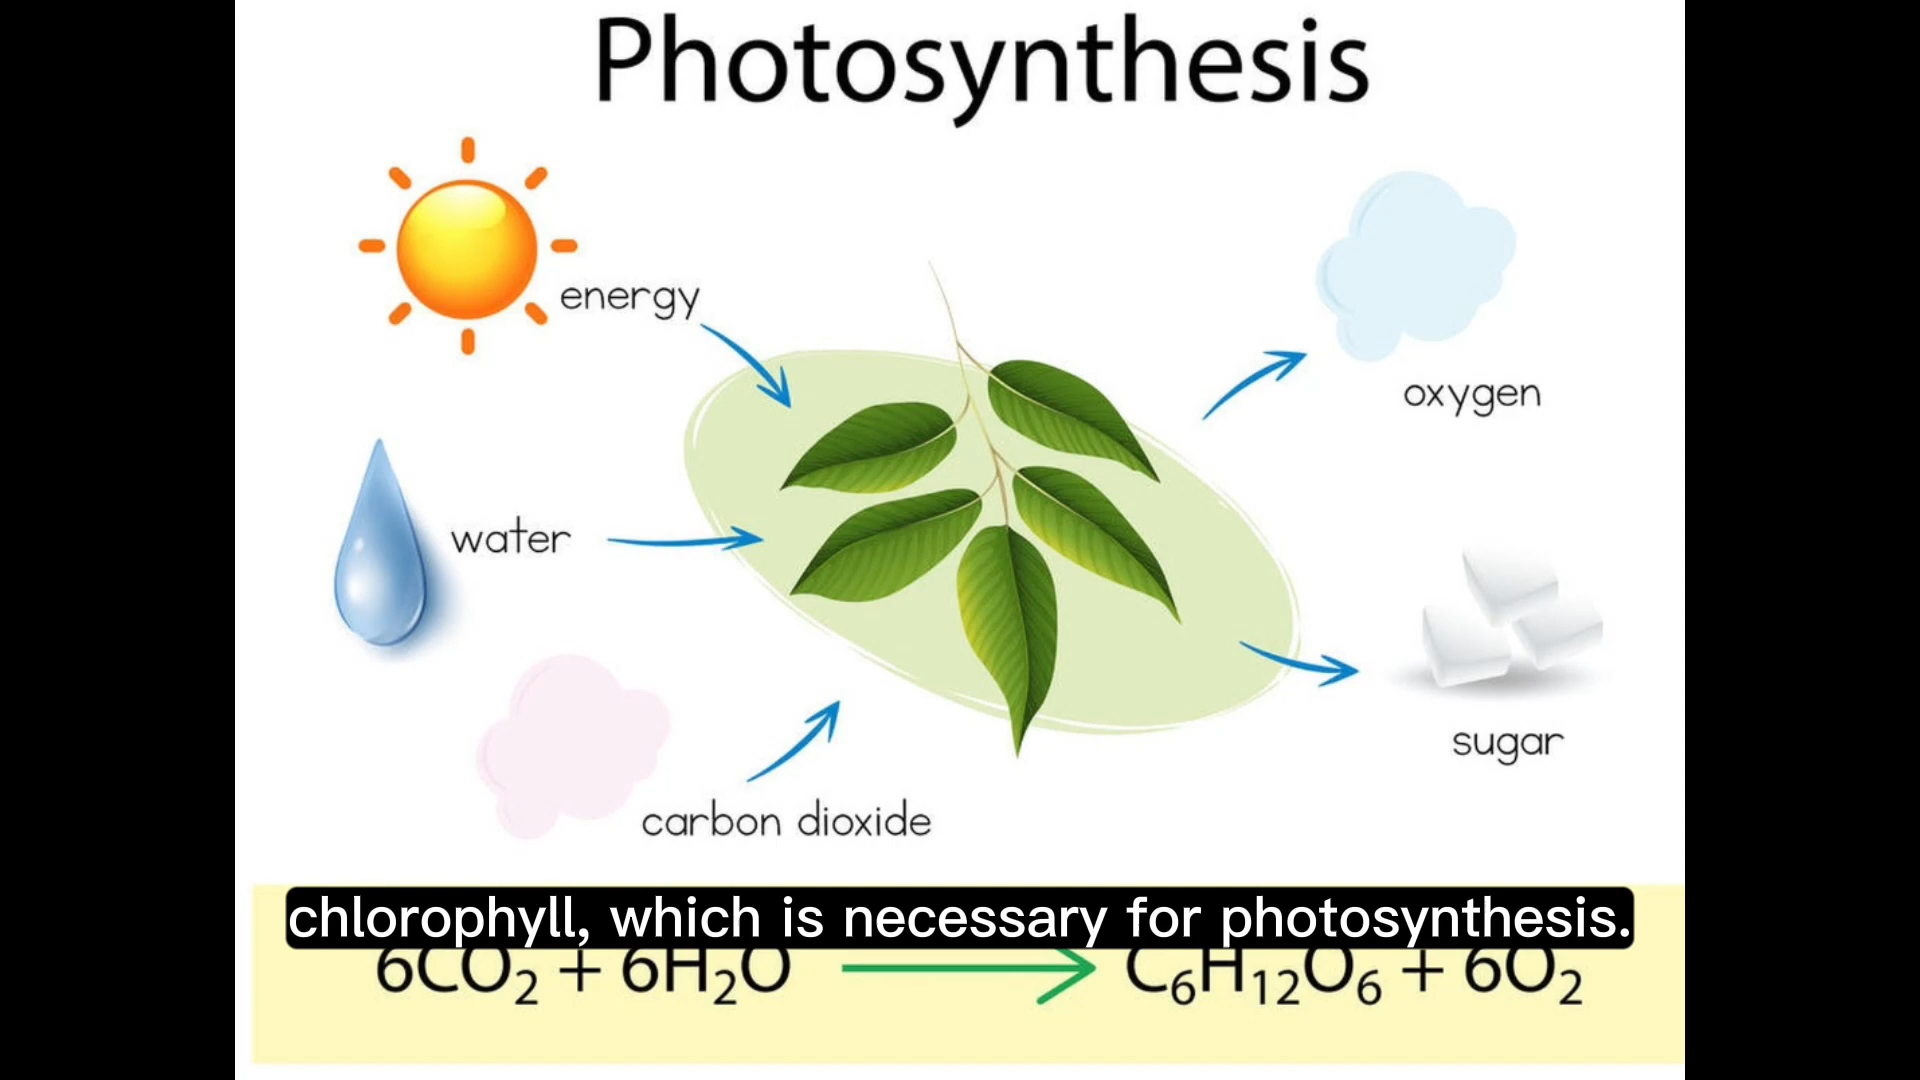 Photosynthesis
energy
oxygen
water
sugar
carbon dioxide
chlorophyll, which is necessary for photosynthesis.
6CO₂ + 6H₂O → C₆H₁₂O₆ + 6O₂